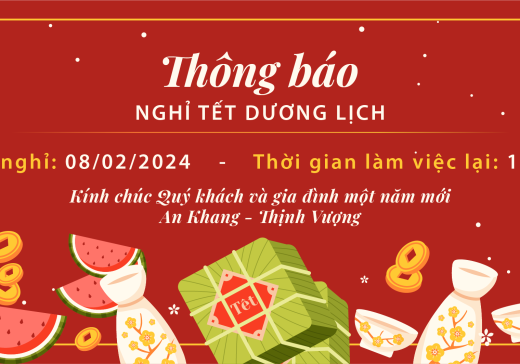 Thông báo
NGHỈ TẾT DƯƠNG LỊCH
nghỉ: 08/02/2024 - Thời gian làm việc lại: 1
Kính chúc Quý khách và gia đình một năm mới
An Khang - Thịnh Vượng
Tết